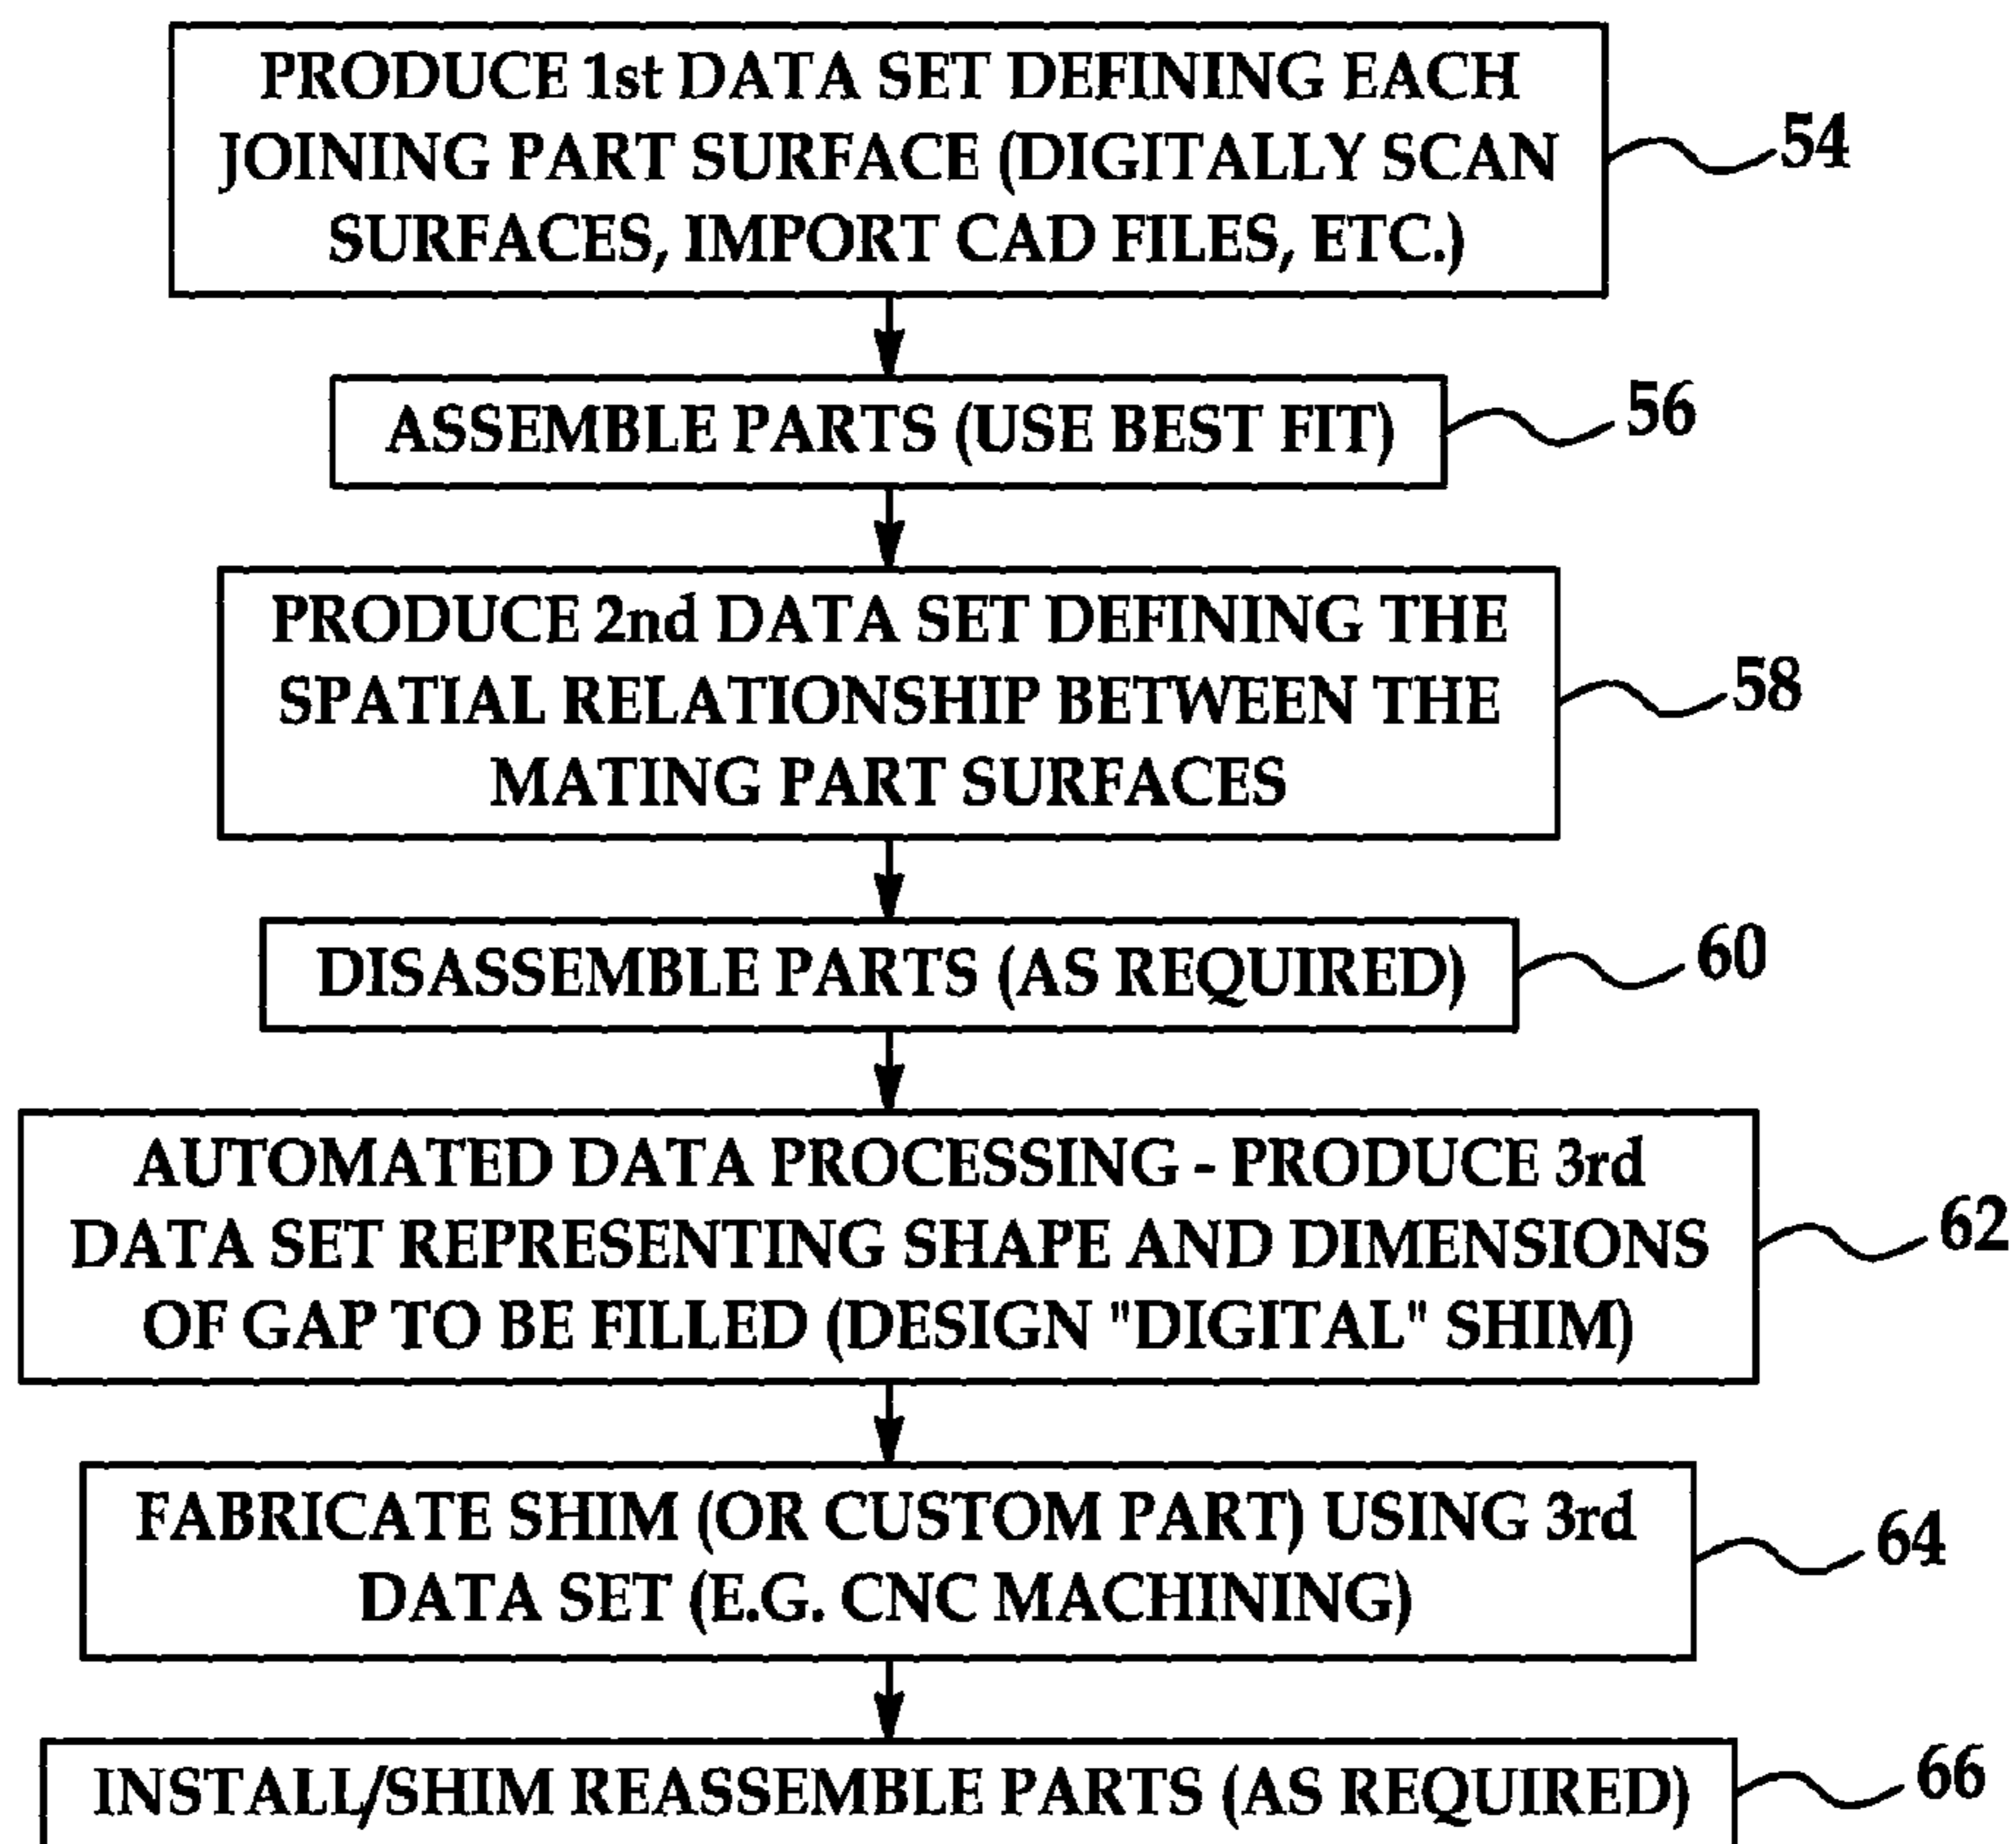 PRODUCE 1st DATA SET DEFINING EACH
JOINING PART SURFACE (DIGITALLY SCAN
SURFACES, IMPORT CAD FILES, ETC.)
54
ASSEMBLE PARTS (USE BEST FIT)
56
PRODUCE 2nd DATA SET DEFINING THE
SPATIAL RELATIONSHIP BETWEEN THE
MATING PART SURFACES
58
DISASSEMBLE PARTS (AS REQUIRED)
60
AUTOMATED DATA PROCESSING - PRODUCE 3rd
DATA SET REPRESENTING SHAPE AND DIMENSIONS
OF GAP TO BE FILLED (DESIGN "DIGITAL" SHIM)
62
FABRICATE SHIM (OR CUSTOM PART) USING 3rd
DATA SET (E.G. CNC MACHINING)
64
INSTALL/SHIM REASSEMBLE PARTS (AS REQUIRED)
66